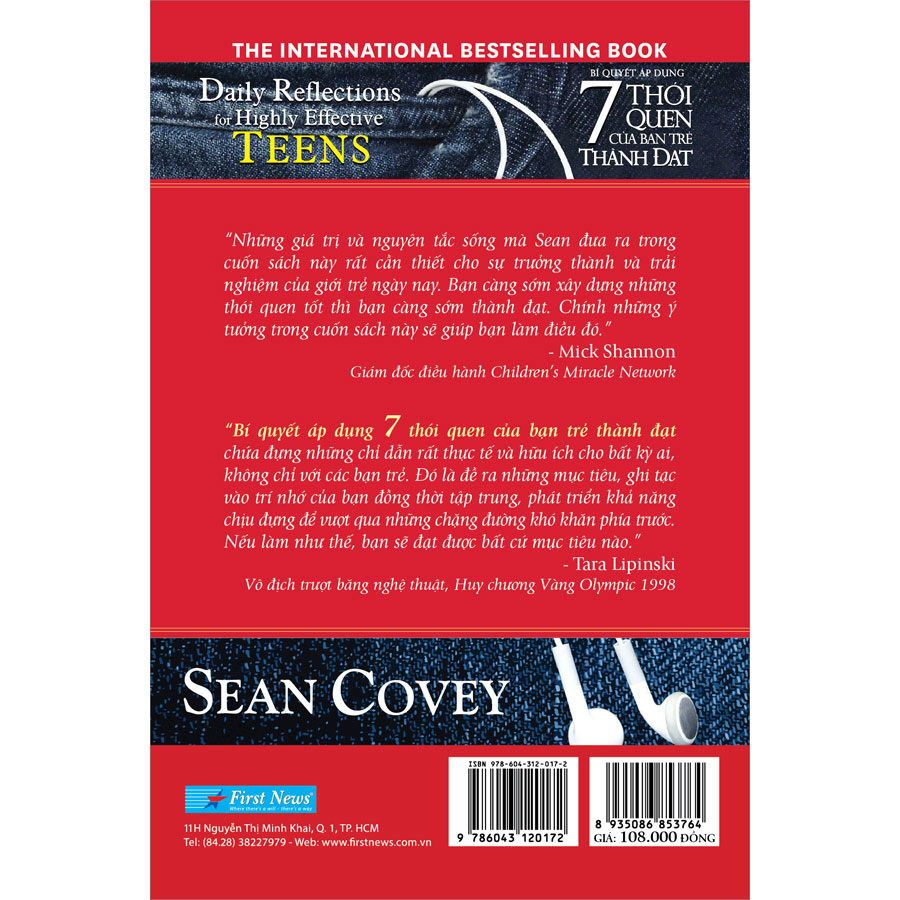 THE INTERNATIONAL BESTSELLING BOOK
Daily Reflections
for Highly Effective
TEENS
BÍ QUYẾT ÁP DỤNG
7 THÓI
QUEN
CỦA BẠN TRẺ
THÀNH ĐẠT
“Những giá trị và nguyên tắc sống mà Sean đưa ra trong
cuốn sách này rất cần thiết cho sự trưởng thành và trải
nghiệm của giới trẻ ngày nay. Bạn càng sớm xây dựng những
thói quen tốt thì bạn càng sớm thành đạt. Chính những ý
tưởng trong cuốn sách này sẽ giúp bạn làm điều đó.”
- Mick Shannon
Giám đốc điều hành Children’s Miracle Network
“Bí quyết áp dụng 7 thói quen của bạn trẻ thành đạt
chứa đựng những chỉ dẫn rất thực tế và hữu ích cho bất kỳ ai,
không chỉ với các bạn trẻ. Đó là đề ra những mục tiêu, ghi tạc
vào trí nhớ của bạn đồng thời tập trung, phát triển khả năng
chịu đựng để vượt qua những chặng đường khó khăn phía trước.
Nếu làm như thế, bạn sẽ đạt được bất cứ mục tiêu nào.”
- Tara Lipinski
Vô địch trượt băng nghệ thuật, Huy chương Vàng Olympic 1998
SEAN COVEY
First News
Where there's a will - there's a way
11H Nguyễn Thị Minh Khai, Q. 1, TP. HCM
Tel: (84.28) 38227979 - Web: www.firstnews.com.vn
ISBN 978-604-312-017-2
9 786043 120172
8 935086 853764
GIÁ: 108.000 ĐỒNG